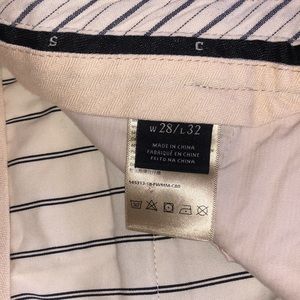 S C
W 28/L 32
MADE IN CHINA
FABRIQUÉ EN CHINE
FEITO NA CHINA